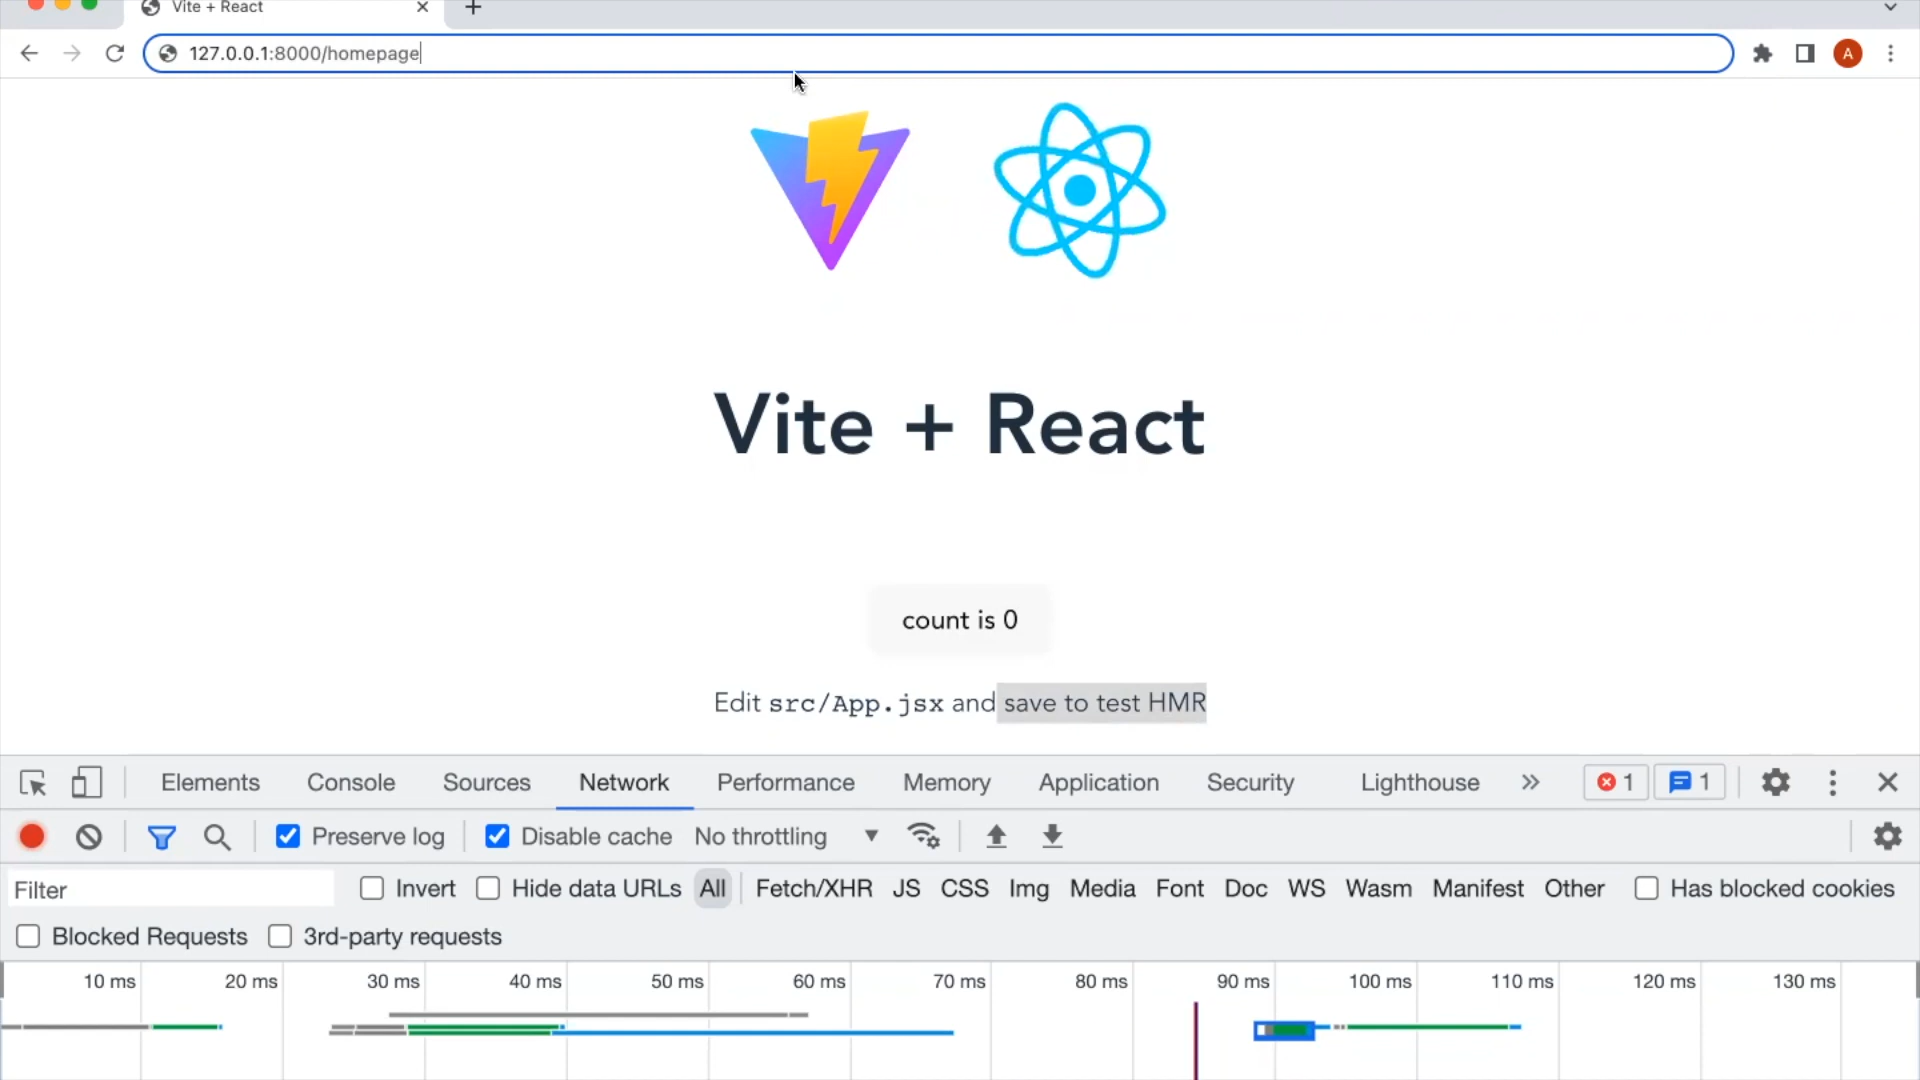 Vite + React
127.0.0.1:8000/homepage
A
Vite + React
count is 0
Edit src/App.jsx and save to test HMR
Elements Console Sources Network Performance Memory Application Security Lighthouse 1 1
Preserve log Disable cache No throttling
Filter Invert Hide data URLs All Fetch/XHR JS CSS Img Media Font Doc WS Wasm Manifest Other Has blocked cookies
Blocked Requests 3rd-party requests
10 ms 20 ms 30 ms 40 ms 50 ms 60 ms 70 ms 80 ms 90 ms 100 ms 110 ms 120 ms 130 ms